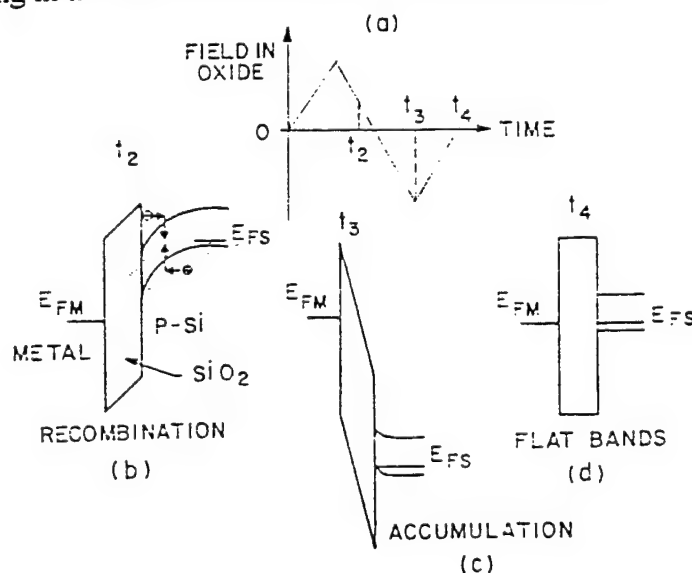 (a)
FIELD IN
OXIDE
0
TIME
t2
t3
t4
t2
EFS
EFM
P-Si
METAL
SiO2
RECOMBINATION
(b)
t3
EFM
EFS
ACCUMULATION
(c)
t4
EFM
EFS
FLAT BANDS
(d)